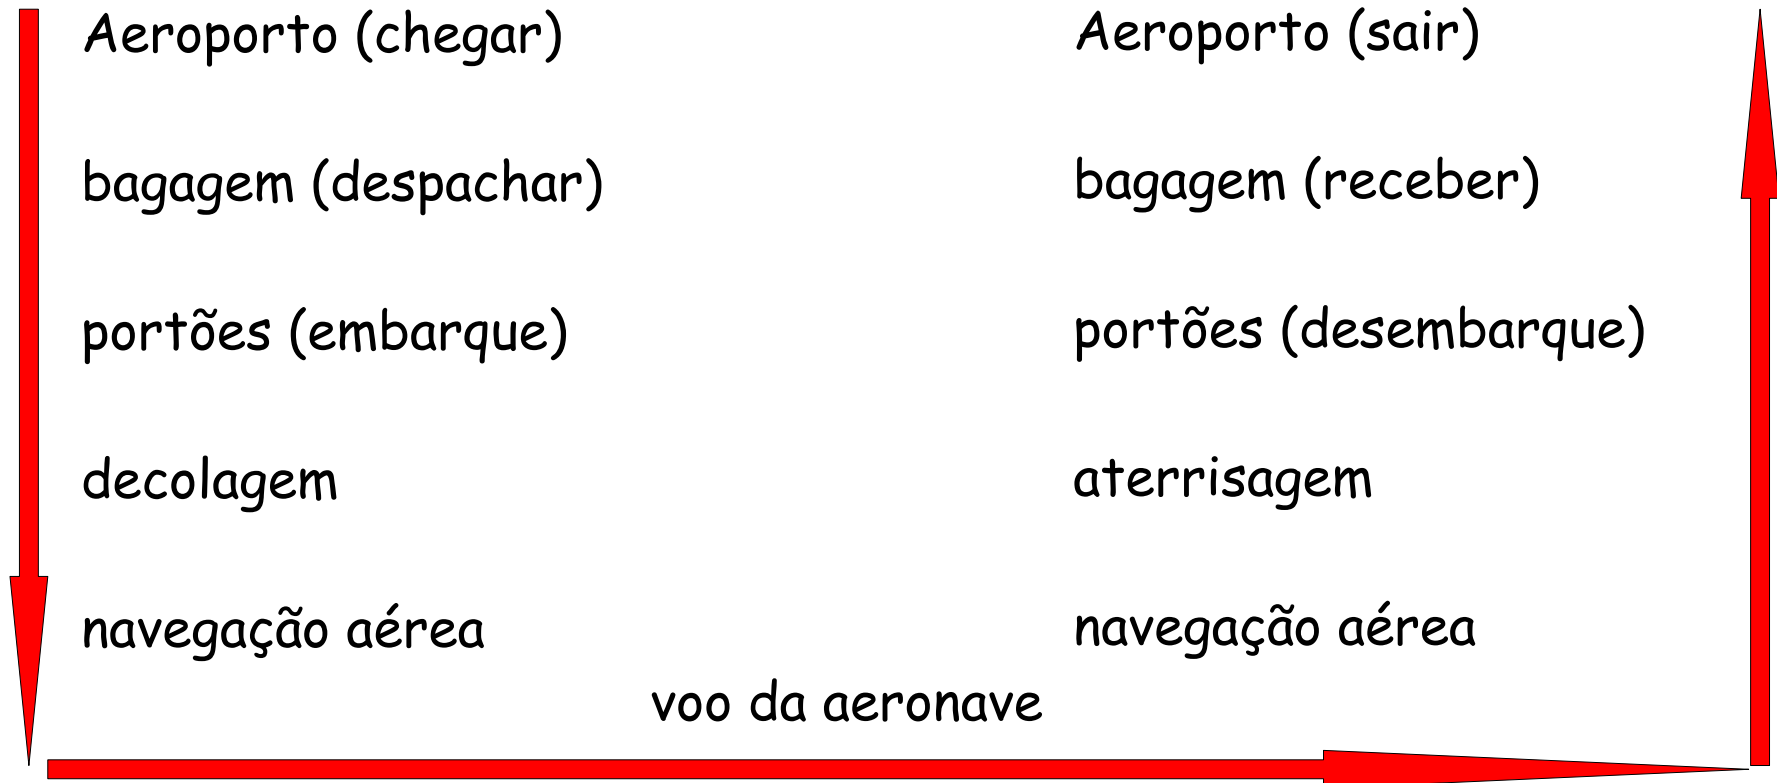 Aeroporto (chegar)
bagagem (despachar)
portões (embarque)
decolagem
navegação aérea
voo da aeronave
Aeroporto (sair)
bagagem (receber)
portões (desembarque)
aterrisagem
navegação aérea